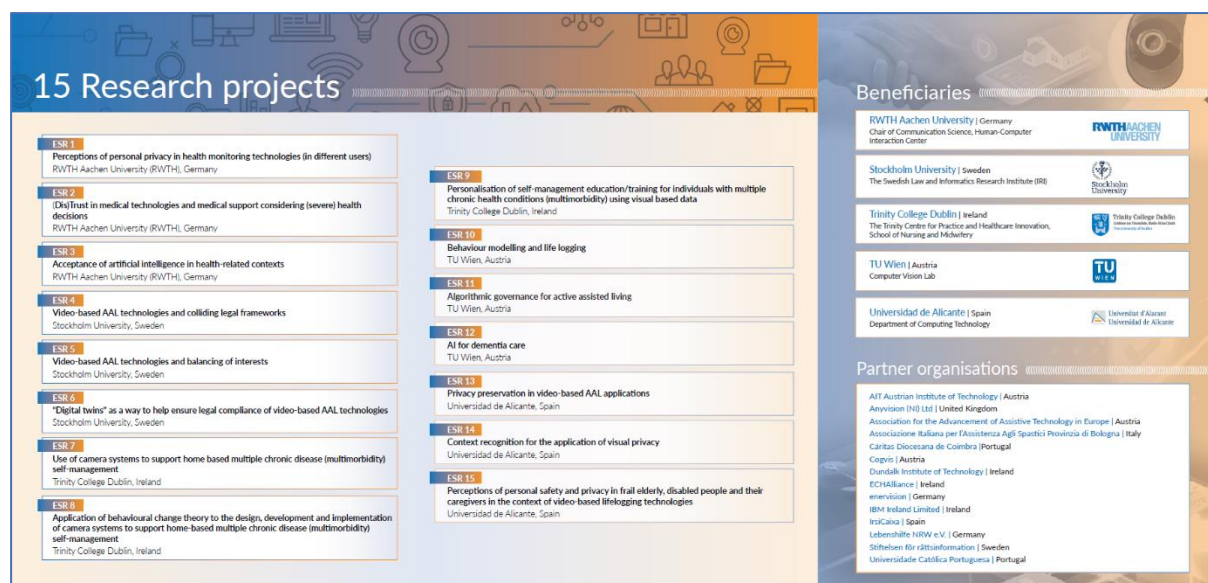 15 Research projects
ESR 1
Perceptions of personal privacy in health monitoring technologies (in different users)
RWTH Aachen University (RWTH), Germany
ESR 2
(Dis)Trust in medical technologies and medical support considering (severe) health
decisions
RWTH Aachen University (RWTH), Germany
ESR 3
Acceptance of artificial intelligence in health-related contexts
RWTH Aachen University (RWTH), Germany
ESR 4
Video-based AAL technologies and colliding legal frameworks
Stockholm University, Sweden
ESR 5
Video-based AAL technologies and balancing of interests
Stockholm University, Sweden
ESR 6
"Digital twins" as a way to help ensure legal compliance of video-based AAL technologies
Stockholm University, Sweden
ESR 7
Use of camera systems to support home based multiple chronic disease (multimorbidity)
self-management
Trinity College Dublin, Ireland
ESR 8
Application of behavioural change theory to the design, development and implementation
of camera systems to support home-based multiple chronic disease (multimorbidity)
self-management
Trinity College Dublin, Ireland
ESR 9
Personalisation of self-management education/training for individuals with multiple
chronic health conditions (multimorbidity) using visual based data
Trinity College Dublin, Ireland
ESR 10
Behaviour modelling and life logging
TU Wien, Austria
ESR 11
Algorithmic governance for active assisted living
TU Wien, Austria
ESR 12
AI for dementia care
TU Wien, Austria
ESR 13
Privacy preservation in video-based AAL applications
Universidad de Alicante, Spain
ESR 14
Context recognition for the application of visual privacy
Universidad de Alicante, Spain
ESR 15
Perceptions of personal safety and privacy in frail elderly, disabled people and their
caregivers in the context of video-based lifelogging technologies
Universidad de Alicante, Spain
Beneficiaries
RWTH Aachen University | Germany
Chair of Communication Science, Human-Computer
Interaction Center
RWTHAACHEN
UNIVERSITY
Stockholm University | Sweden
The Swedish Law and Informatics Research Institute (IRI)
Stockholm
University
Trinity College Dublin | Ireland
The Trinity Centre for Practice and Healthcare Innovation,
School of Nursing and Midwifery
Trinity College Dublin
TU Wien | Austria
Computer Vision Lab
TU
WIEN
Universidad de Alicante | Spain
Department of Computing Technology
Universitat d'Alacant
Universidad de Alicante
Partner organisations
AIT Austrian Institute of Technology | Austria
Anyvision (NI) Ltd | United Kingdom
Association for the Advancement of Assistive Technology in Europe | Austria
Associazione Italiana per l'Assistenza Agli Spastici Provinzia di Bologna | Italy
Cáritas Diocesana de Coimbra |Portugal
Cogvis | Austria
Dundalk Institute of Technology | Ireland
ECHAlliance | Ireland
enervision | Germany
IBM Ireland Limited | Ireland
IrsiCaixa | Spain
Lebenshilfe NRW e.V. | Germany
Stiftelsen för rättsinformation | Sweden
Universidade Católica Portuguesa | Portugal